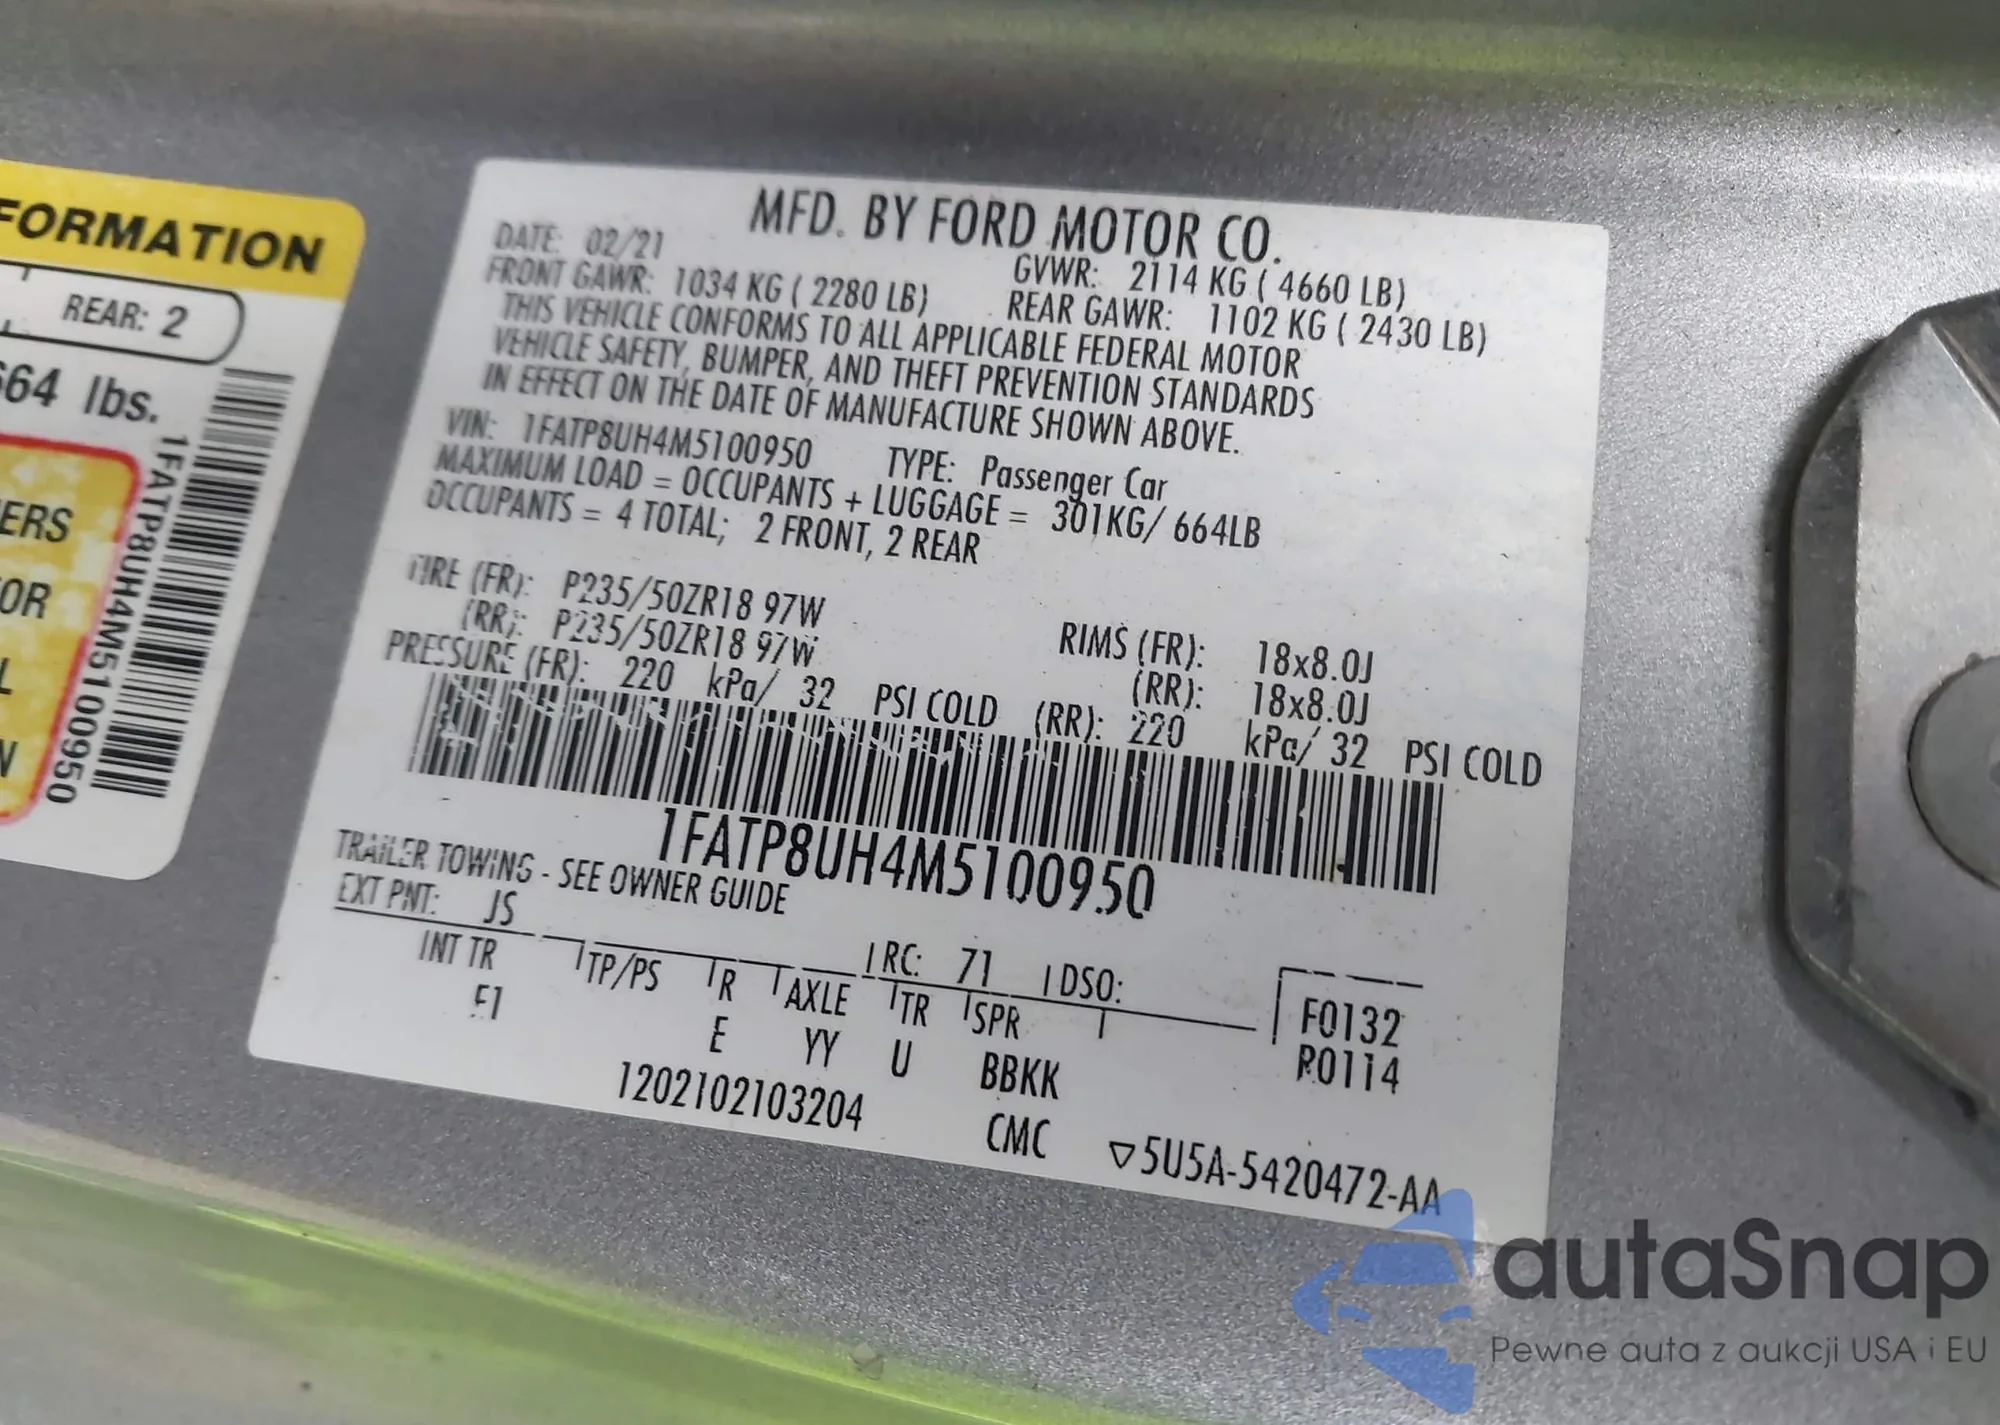 FORMATION
REAR: 2
664 lbs.
ERS
OR
L
N
1FATP8UH4M5100950
MFD. BY FORD MOTOR CO.
DATE: 02/21 GVWR: 2114 KG ( 4660 LB)
FRONT GAWR: 1034 KG ( 2280 LB) REAR GAWR: 1102 KG ( 2430 LB)
THIS VEHICLE CONFORMS TO ALL APPLICABLE FEDERAL MOTOR
VEHICLE SAFETY, BUMPER, AND THEFT PREVENTION STANDARDS
IN EFFECT ON THE DATE OF MANUFACTURE SHOWN ABOVE.
VIN: 1FATP8UH4M5100950 TYPE: Passenger Car
MAXIMUM LOAD = OCCUPANTS + LUGGAGE = 301KG/ 664LB
OCCUPANTS = 4 TOTAL; 2 FRONT, 2 REAR
TIRE (FR): P235/50ZR18 97W RIMS (FR): 18x8.0J
(RR): P235/50ZR18 97W (RR): 18x8.0J
PRESSURE (FR): 220 kPa/ 32 PSI COLD (RR): 220 kPa/ 32 PSI COLD
1FATP8UH4M5100950
TRAILER TOWING - SEE OWNER GUIDE
EXT PNT: JS RC: 71 DSO:
INT TR TP/PS R AXLE TR SPR F0132
F1 E YY U BBKK R0114
1202102103204 CMC ▽5U5A-5420472-AA
autaSnap
Pewne auta z aukcji USA i EU